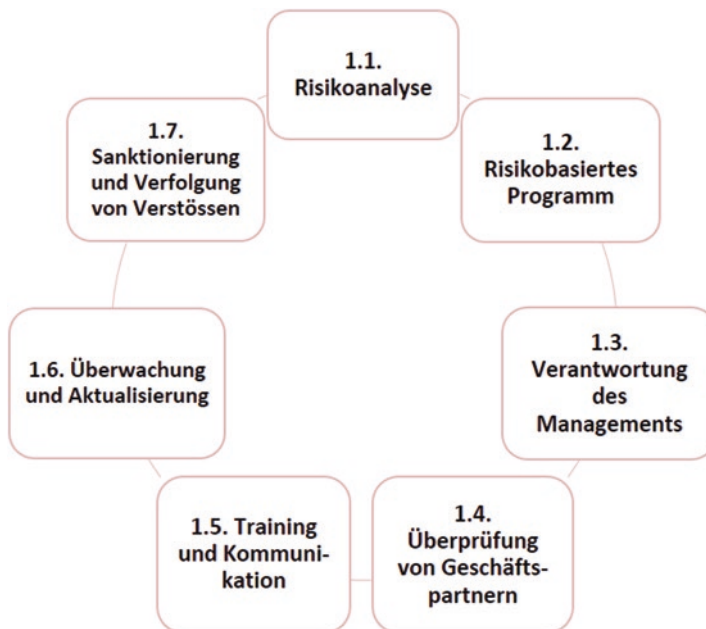 1.1.
Risikoanalyse
1.2.
Risikobasiertes
Programm
1.3.
Verantwortung
des
Managements
1.4.
Überprüfung
von Geschäfts-
partnern
1.5. Training
und Kommuni-
kation
1.6. Überwachung
und Aktualisierung
1.7.
Sanktionierung
und Verfolgung
von Verstössen